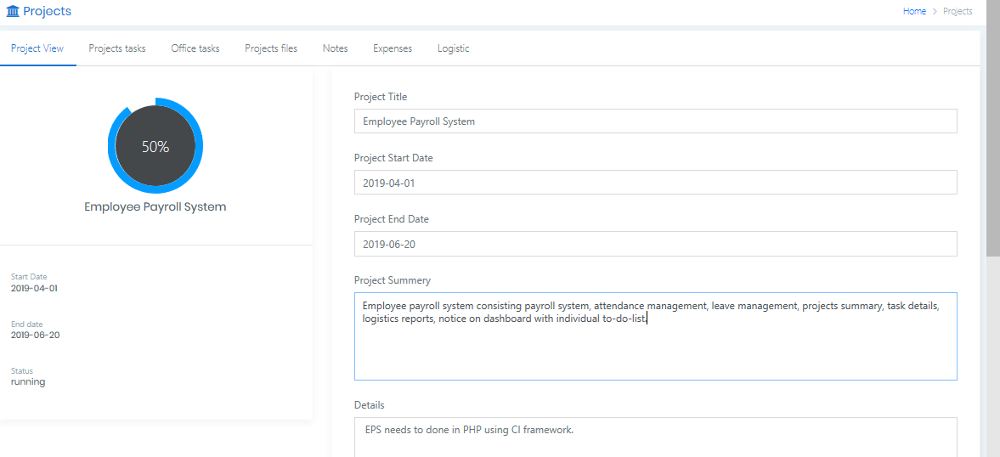 Projects
Home > Projects
Project View Projects tasks Office tasks Projects files Notes Expenses Logistic
50%
Employee Payroll System
Start Date
2019-04-01
End date
2019-06-20
Status
running
Project Title
Employee Payroll System
Project Start Date
2019-04-01
Project End Date
2019-06-20
Project Summery
Employee payroll system consisting payroll system, attendance management, leave management, projects summary, task details,
logistics reports, notice on dashboard with individual to-do-list.
Details
EPS needs to done in PHP using CI framework.